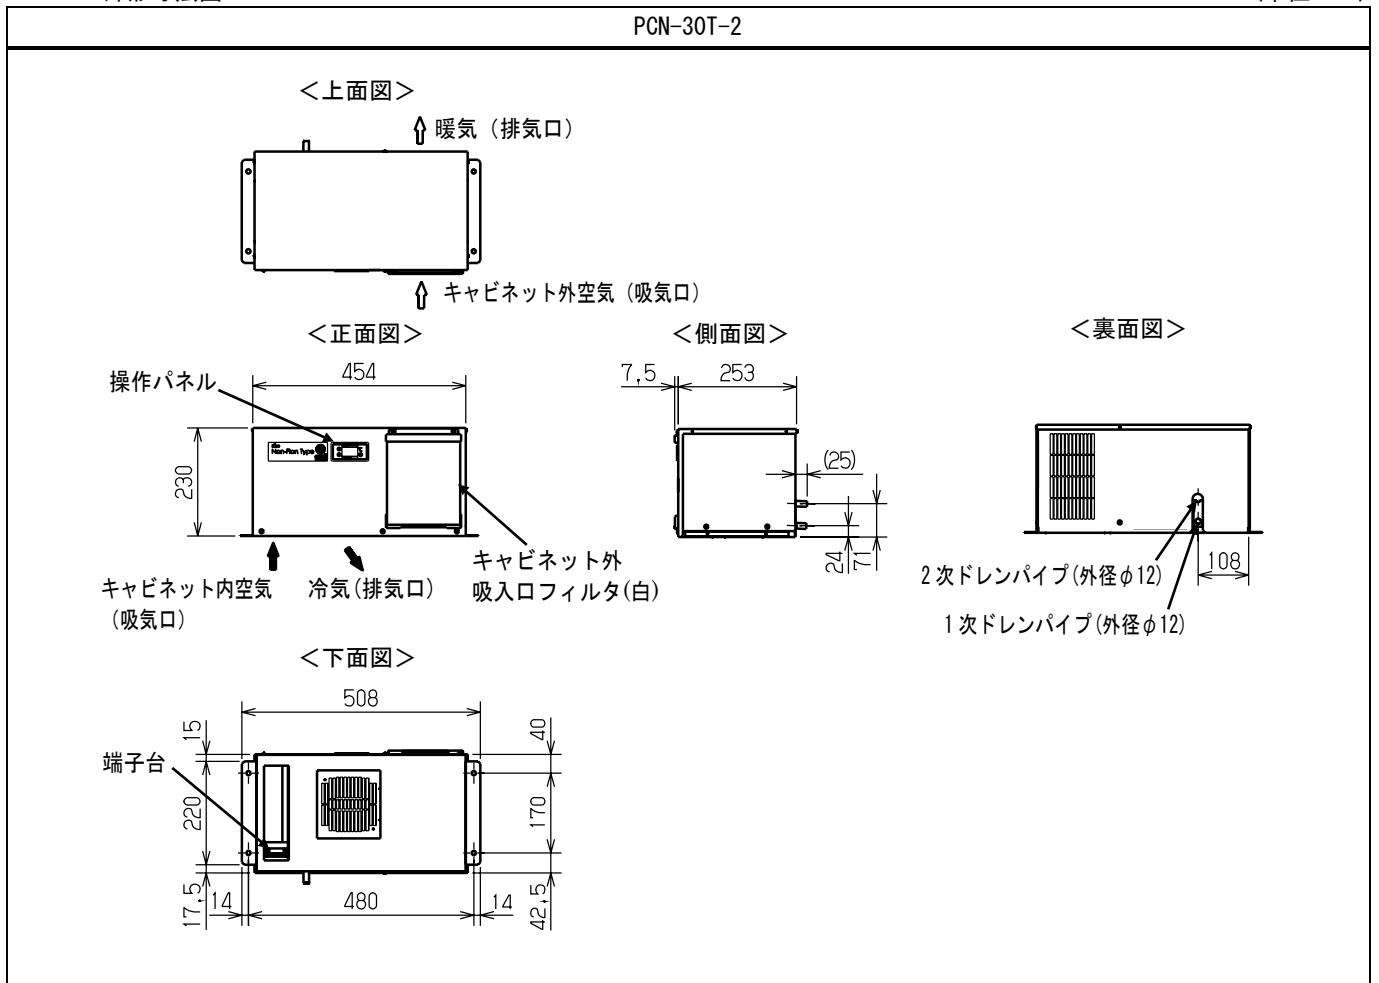 PCN-30T-2
＜上面図＞
暖気（排気口）
キャビネット外空気（吸気口）
＜正面図＞
＜側面図＞
＜裏面図＞
454
7,5
253
操作パネル
Non-Flon Type
230
(25)
24
71
108
キャビネット内空気
（吸気口）
冷気(排気口)
キャビネット外
吸入口フィルタ(白)
2次ドレンパイプ(外径φ12)
1次ドレンパイプ(外径φ12)
＜下面図＞
508
15
40
端子台
220
170
17,5
14
480
14
42,5